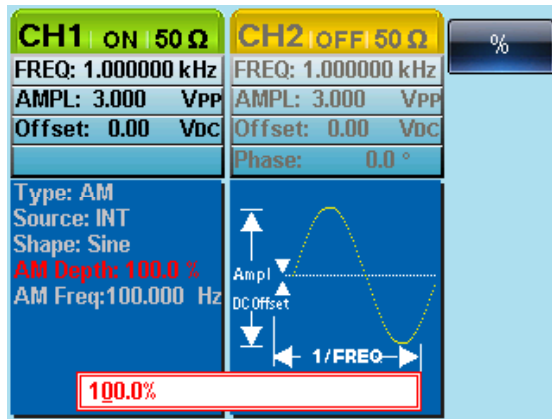 CH1 ON 50 Ω
CH2 OFF 50 Ω
%
FREQ: 1.000000 kHz
FREQ: 1.000000 kHz
AMPL: 3.000 VPP
AMPL: 3.000 VPP
Offset: 0.00 VDC
Offset: 0.00 VDC
Phase: 0.0 °
Type: AM
Source: INT
Shape: Sine
AM Depth: 100.0 %
AM Freq:100.000 Hz
Ampl
DC Offset
1/FREQ
100.0%